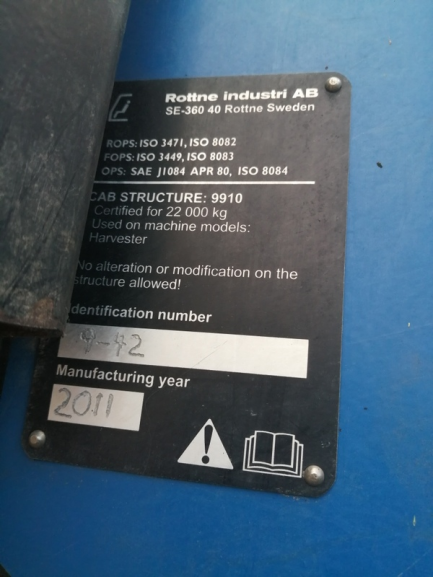 Rottne industri AB
SE-360 40 Rottne Sweden
ROPS: ISO 3471, ISO 8082
FOPS: ISO 3449, ISO 8083
OPS: SAE J1084 APR 80, ISO 8084
CAB STRUCTURE: 9910
Certified for 22 000 kg
Used on machine models:
Harvester
No alteration or modification on the
structure allowed!
Identification number
9-42
Manufacturing year
2011